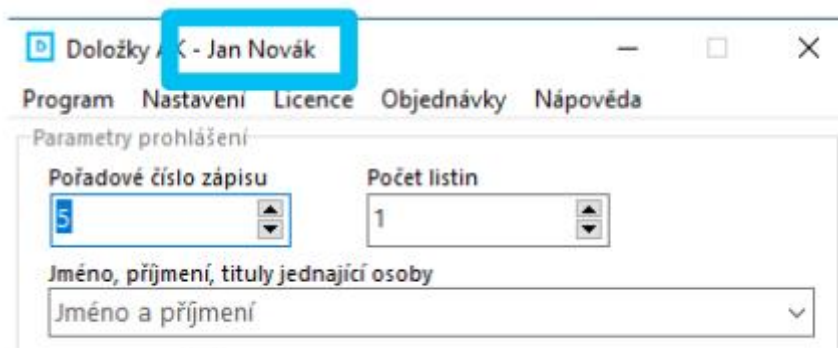 D Doložky AK - Jan Novák
Program Nastavení Licence Objednávky Nápověda
Parametry prohlášení
Pořadové číslo zápisu Počet listin
5 1
Jméno, příjmení, tituly jednající osoby
Jméno a příjmení